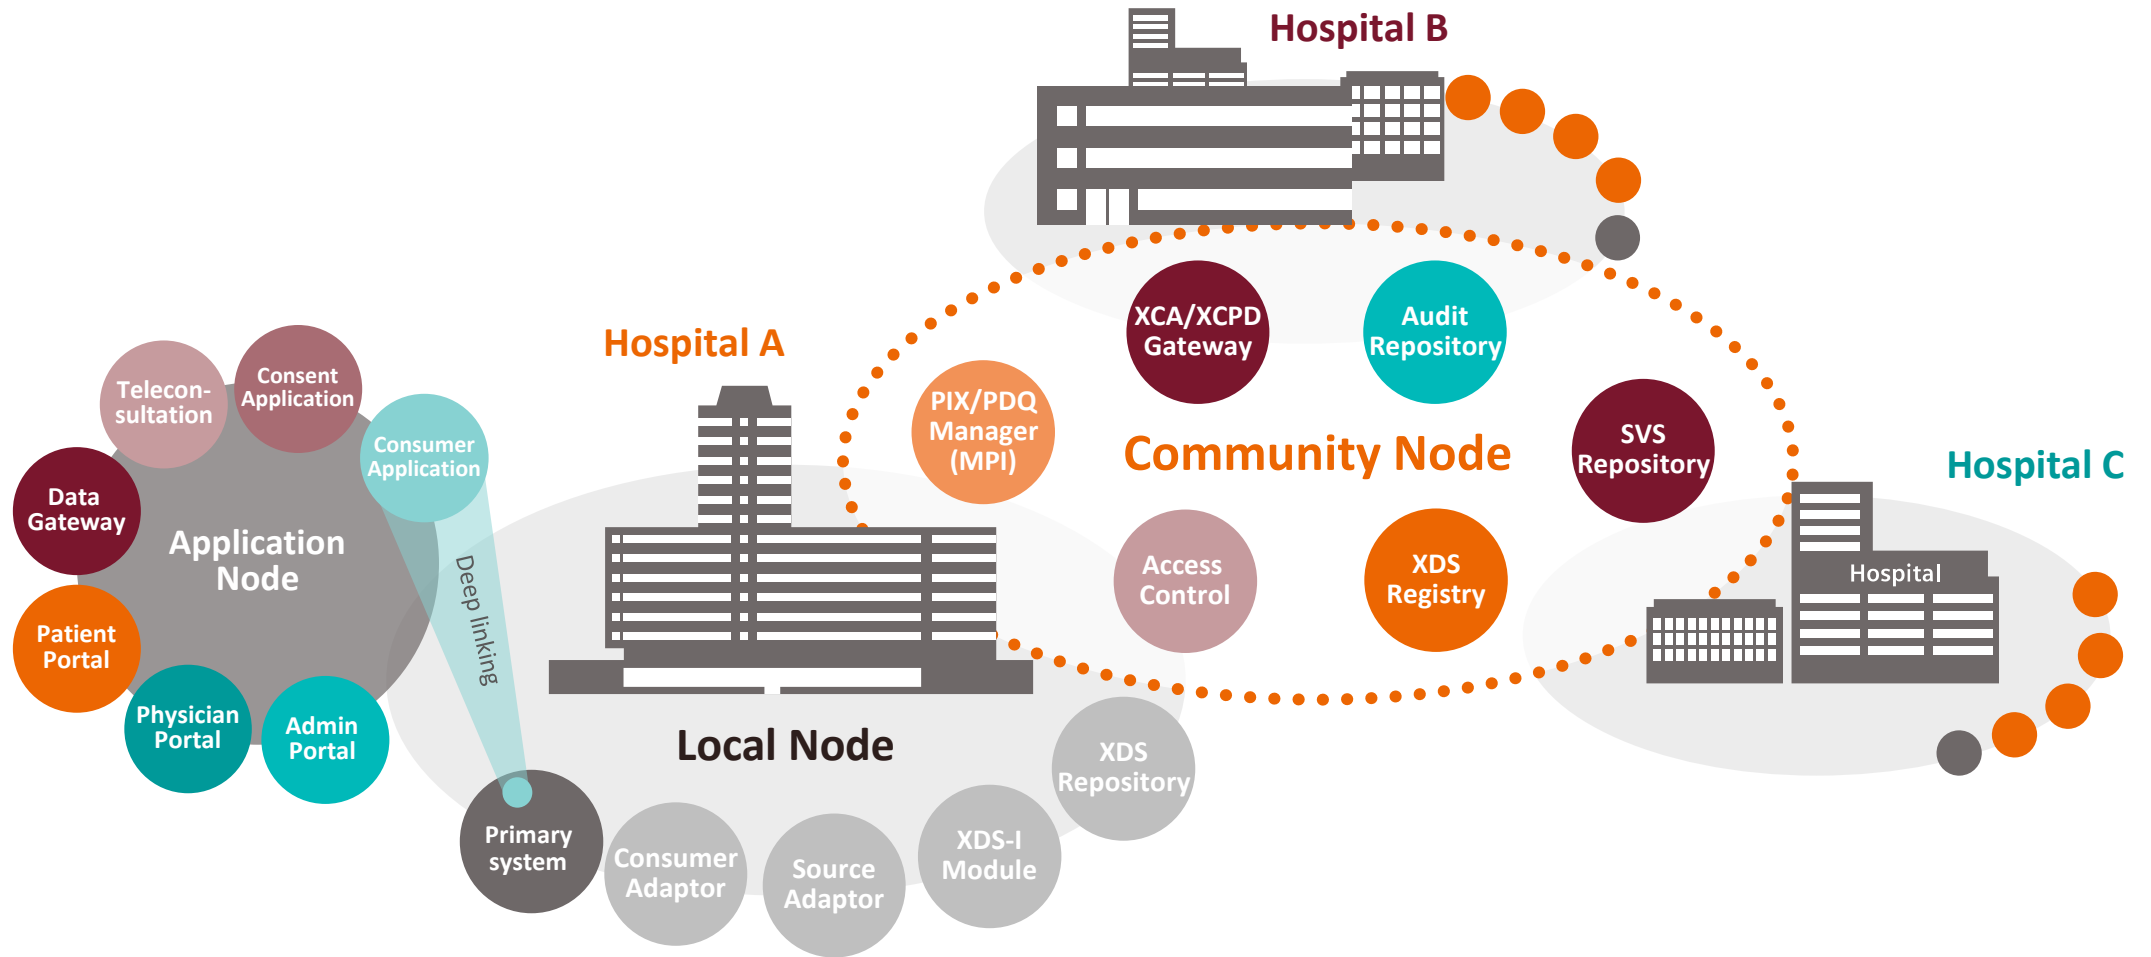 Hospital B
Hospital A
Hospital C
Community Node
XCA/XCPD
Gateway
Audit
Repository
PIX/PDQ
Manager
(MPI)
SVS
Repository
Access
Control
XDS
Registry
Hospital
Telecon-
sultation
Consent
Application
Consumer
Application
Data
Gateway
Application
Node
Patient
Portal
Physician
Portal
Admin
Portal
Deep linking
Local Node
Primary
system
Consumer
Adaptor
Source
Adaptor
XDS-I
Module
XDS
Repository